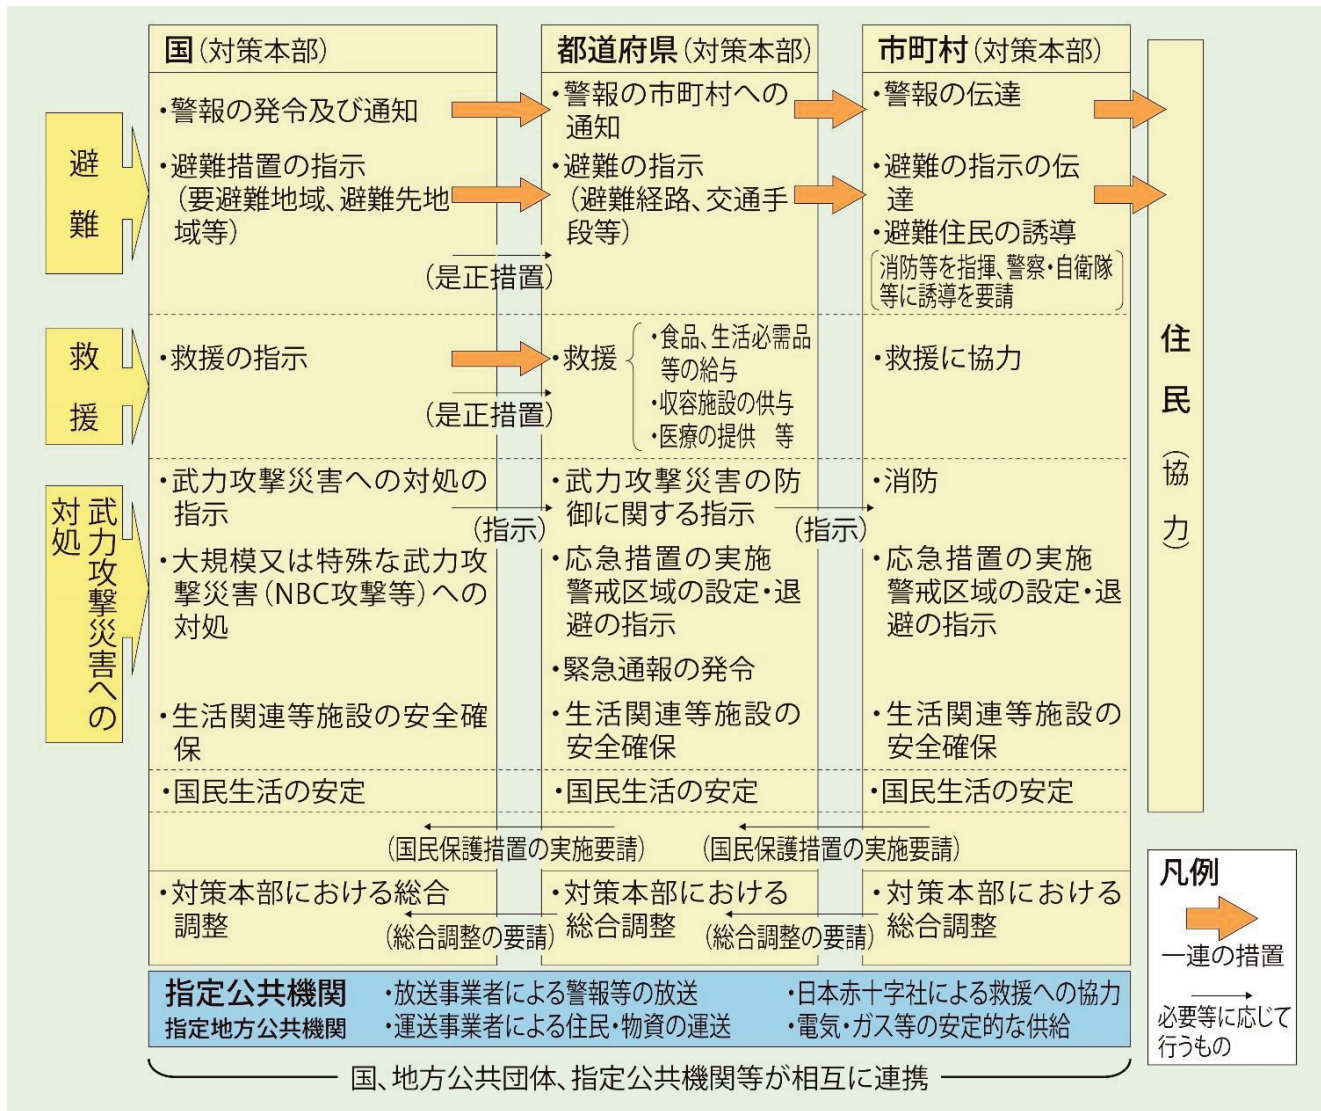 国(対策本部)
都道府県(対策本部)
市町村(対策本部)
避難
・警報の発令及び通知
・警報の市町村への
通知
・警報の伝達
・避難措置の指示
(要避難地域、避難先地
域等)
・避難の指示
(避難経路、交通手
段等)
・避難の指示の伝
達
・避難住民の誘導
消防等を指揮、警察・自衛隊
等に誘導を要請
(是正措置)
救援
・救援の指示
・救援
・食品、生活必需品
等の給与
・収容施設の供与
・医療の提供 等
・救援に協力
(是正措置)
武力攻撃災害への
対処
・武力攻撃災害への対処の
指示
(指示)
・武力攻撃災害の防
御に関する指示
(指示)
・消防
・大規模又は特殊な武力攻
撃災害(NBC攻撃等)への
対処
・応急措置の実施
警戒区域の設定・退
避の指示
・応急措置の実施
警戒区域の設定・退
避の指示
・緊急通報の発令
・生活関連等施設の安全確
保
・生活関連等施設の
安全確保
・生活関連等施設の
安全確保
・国民生活の安定
・国民生活の安定
・国民生活の安定
(国民保護措置の実施要請)
(国民保護措置の実施要請)
・対策本部における総合
調整
(総合調整の要請)
・対策本部における
総合調整
(総合調整の要請)
・対策本部における
総合調整
住民(協力)
凡例
一連の措置
必要等に応じて
行うもの
指定公共機関
指定地方公共機関
・放送事業者による警報等の放送
・運送事業者による住民・物資の運送
・日本赤十字社による救援への協力
・電気・ガス等の安定的な供給
国、地方公共団体、指定公共機関等が相互に連携